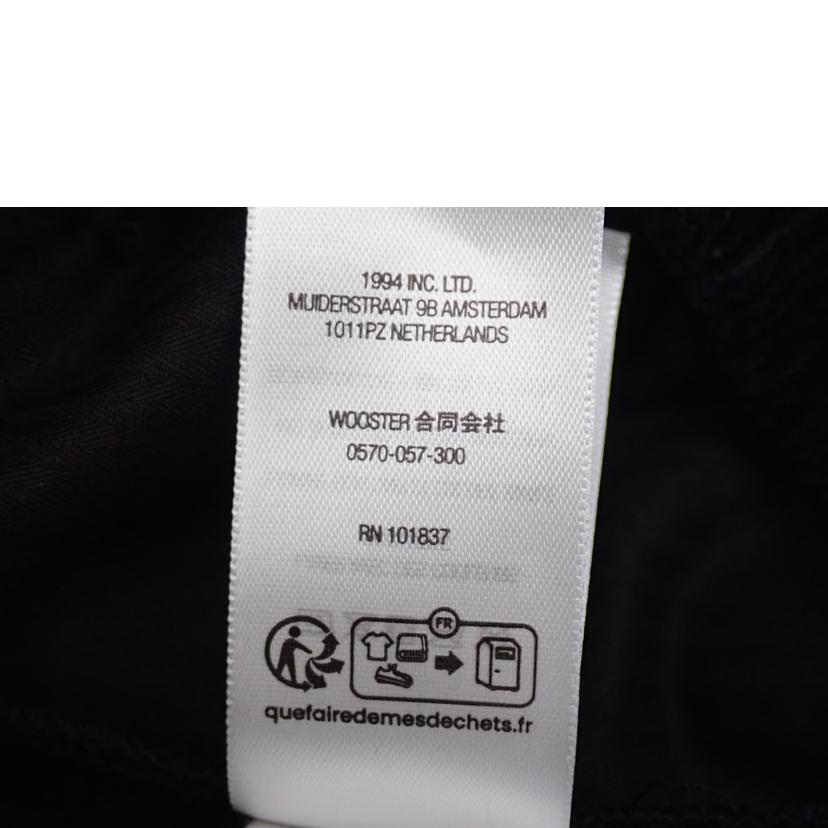 1994 INC. LTD.
MUIDERSTRAAT 9B AMSTERDAM
1011PZ NETHERLANDS
WOOSTER 合同会社
0570-057-300
RN 101837
FR
quefairedemesdechets.fr